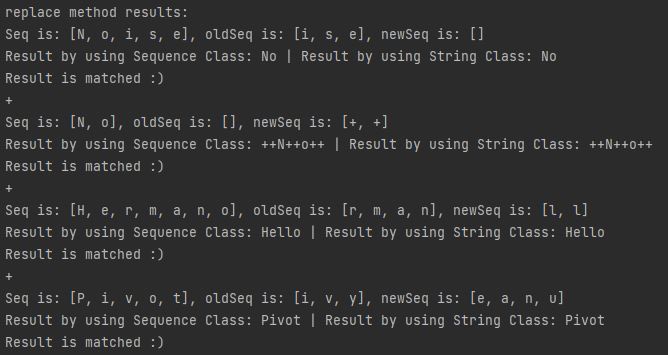 replace method results:
Seq is: [N, o, i, s, e], oldSeq is: [i, s, e], newSeq is: []
Result by using Sequence Class: No | Result by using String Class: No
Result is matched :)
+
Seq is: [N, o], oldSeq is: [], newSeq is: [+, +]
Result by using Sequence Class: ++N++o++ | Result by using String Class: ++N++o++
Result is matched :)
+
Seq is: [H, e, r, m, a, n, o], oldSeq is: [r, m, a, n], newSeq is: [l, l]
Result by using Sequence Class: Hello | Result by using String Class: Hello
Result is matched :)
+
Seq is: [P, i, v, o, t], oldSeq is: [i, v, y], newSeq is: [e, a, n, u]
Result by using Sequence Class: Pivot | Result by using String Class: Pivot
Result is matched :)